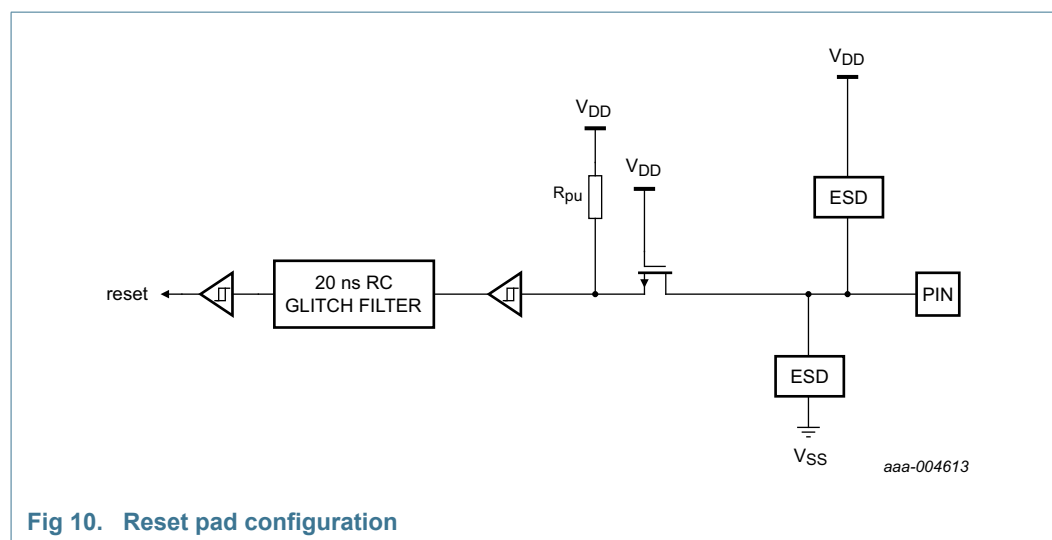 VDD
VDD
VDD
Rpu
ESD
reset
20 ns RC
GLITCH FILTER
PIN
ESD
VSS
aaa-004613
Fig 10. Reset pad configuration